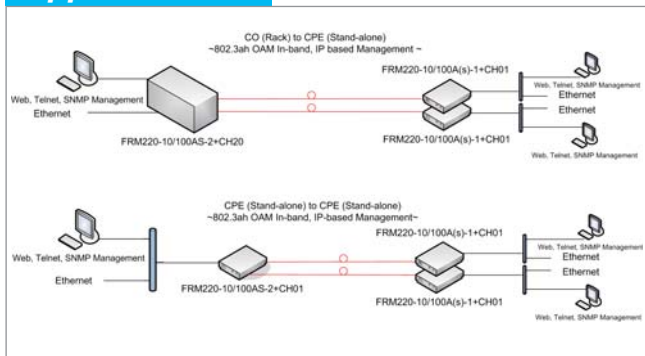 CO (Rack) to CPE (Stand-alone)
~802.3ah OAM In-band, IP based Management ~
FRM220-10/100A(s)-1+CH01
Web, Telnet, SNMP Management
Web, Telnet, SNMP Management
Ethernet
Ethernet
Ethernet
FRM220-10/100AS-2+CH20
FRM220-10/100A(s)-1+CH01
Web, Telnet, SNMP Management
CPE (Stand-alone) to CPE (Stand-alone)
~802.3ah OAM In-band, IP-based Management~
FRM220-10/100A(s)-1+CH01
Web, Telnet, SNMP Management
Web, Telnet, SNMP Management
Ethernet
Ethernet
Ethernet
FRM220-10/100AS-2+CH01
FRM220-10/100A(s)-1+CH01
Web, Telnet, SNMP Management